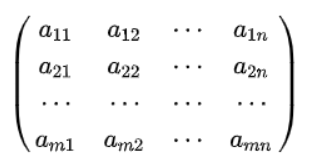 a₁₁ a₁₂ ⋯ a₁ₙ
a₂₁ a₂₂ ⋯ a₂ₙ
⋯ ⋯ ⋯ ⋯
aₘ₁ aₘ₂ ⋯ aₘₙ